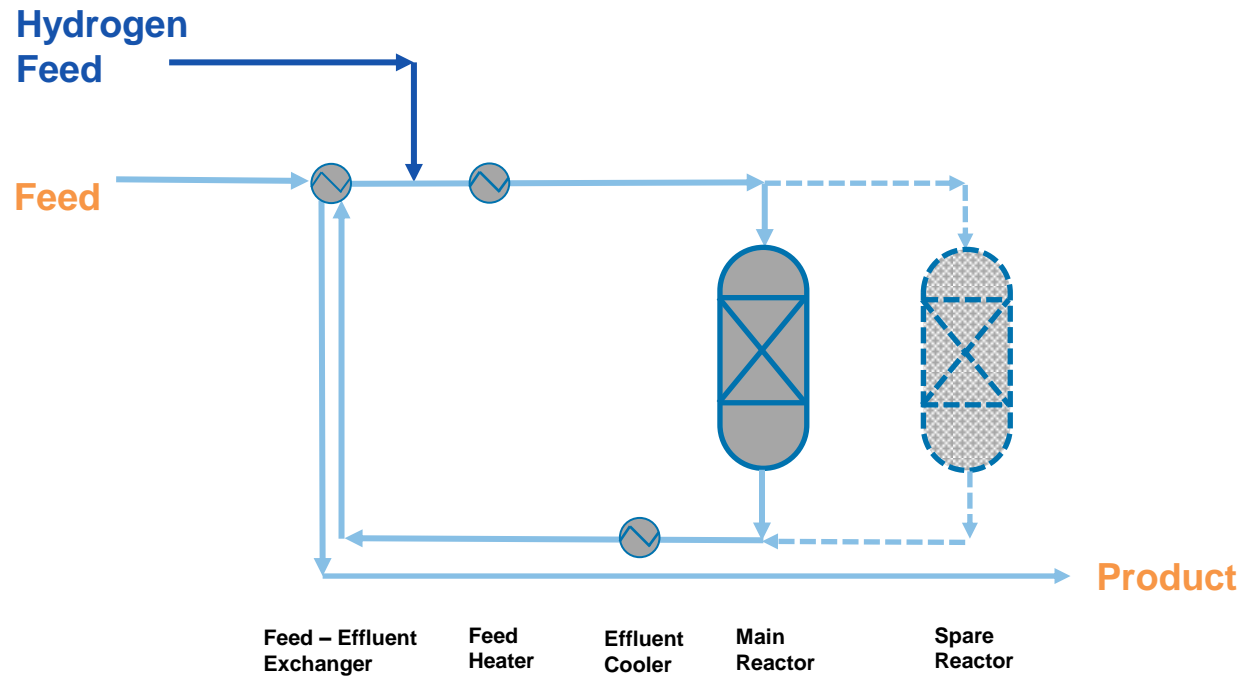 Hydrogen
Feed
Feed
Product
Feed – Effluent
Exchanger
Feed
Heater
Effluent
Cooler
Main
Reactor
Spare
Reactor